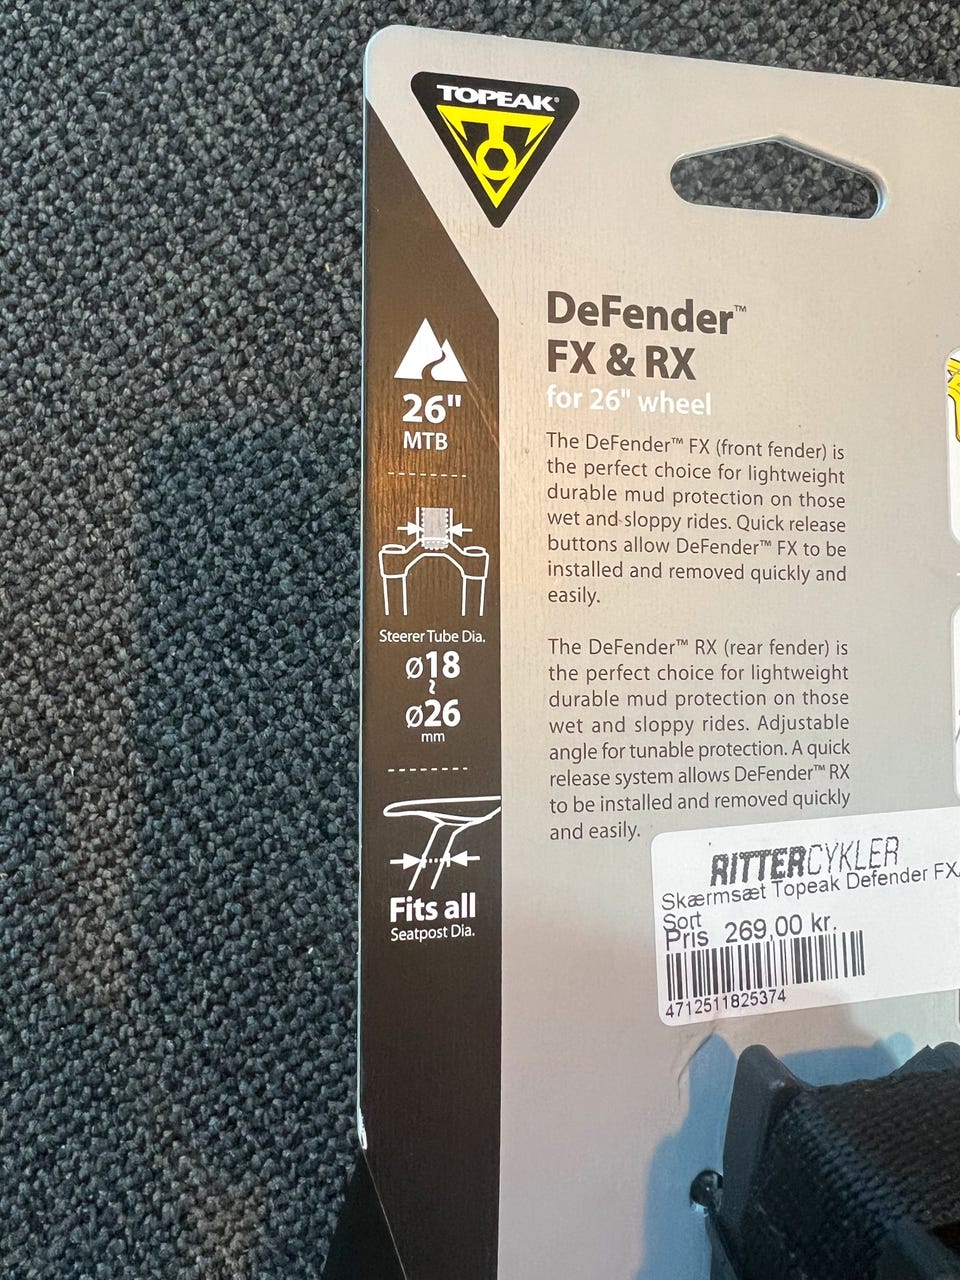 TOPEAK®
DeFender™
FX & RX
for 26" wheel
The DeFender™ FX (front fender) is
the perfect choice for lightweight
durable mud protection on those
wet and sloppy rides. Quick release
buttons allow DeFender™ FX to be
installed and removed quickly and
easily.
The DeFender™ RX (rear fender) is
the perfect choice for lightweight
durable mud protection on those
wet and sloppy rides. Adjustable
angle for tunable protection. A quick
release system allows DeFender™ RX
to be installed and removed quickly
and easily.
26"
MTB
Steerer Tube Dia.
ø18
~
ø26
mm
Fits all
Seatpost Dia.
RITTERCYKLER
Skærmsæt Topeak Defender FX/
Sort
Pris 269,00 kr.
4712511825374